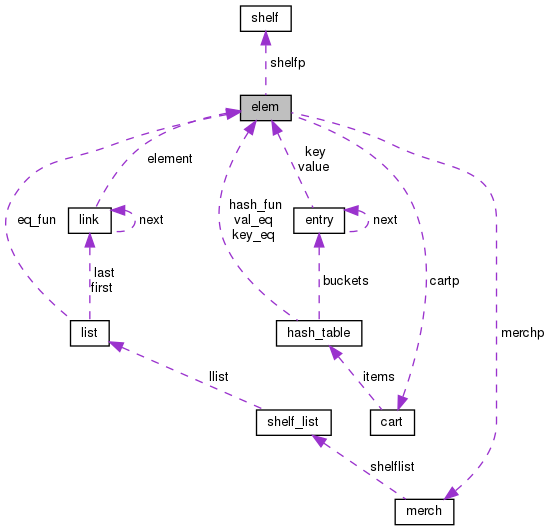 shelf
shelfp
elem
key
value
element
hash_fun
val_eq
key_eq
eq_fun
link
next
entry
next
last
first
buckets
cartp
list
hash_table
merchp
llist
items
shelf_list
cart
shelflist
merch